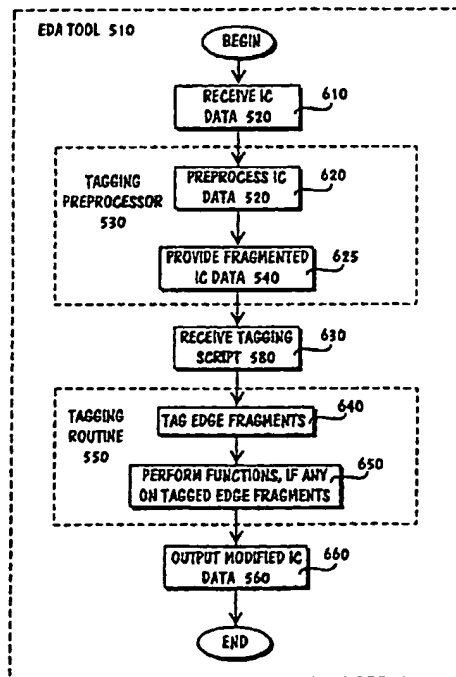 EDA TOOL 510
BEGIN
RECEIVE IC
DATA 520
610
TAGGING
PREPROCESSOR
530
PREPROCESS IC
DATA 520
620
PROVIDE FRAGMENTED
IC DATA 540
625
RECEIVE TAGGING
SCRIPT 580
630
TAGGING
ROUTINE
550
TAG EDGE FRAGMENTS
640
PERFORM FUNCTIONS, IF ANY
ON TAGGED EDGE FRAGMENTS
650
OUTPUT MODIFIED IC
DATA 560
660
END